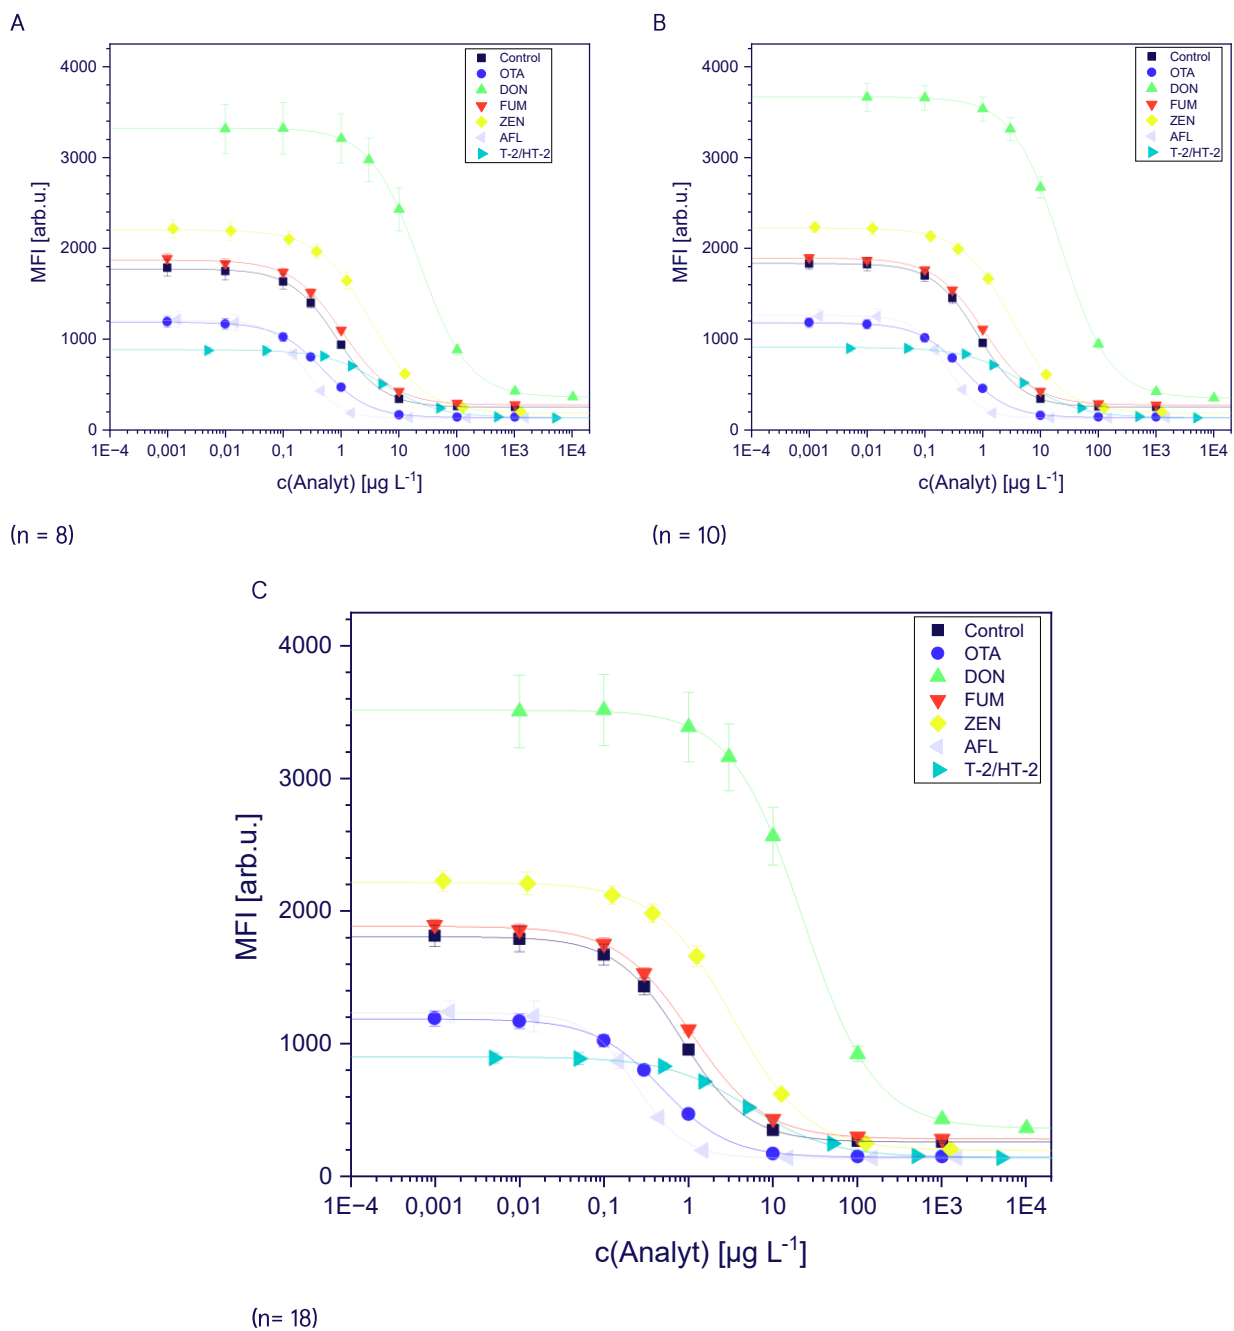 A
4000
3000
2000
1000
0
MFI [arb.u.]
1E−4 0,001 0,01 0,1 1 10 100 1E3 1E4
c(Analyt) [µg L⁻¹]
Control
OTA
DON
FUM
ZEN
AFL
T-2/HT-2
(n = 8)
B
4000
3000
2000
1000
0
MFI [arb.u.]
1E−4 0,001 0,01 0,1 1 10 100 1E3 1E4
c(Analyt) [µg L⁻¹]
Control
OTA
DON
FUM
ZEN
AFL
T-2/HT-2
(n = 10)
C
4000
3000
2000
1000
0
MFI [arb.u.]
1E−4 0,001 0,01 0,1 1 10 100 1E3 1E4
c(Analyt) [µg L⁻¹]
Control
OTA
DON
FUM
ZEN
AFL
T-2/HT-2
(n= 18)